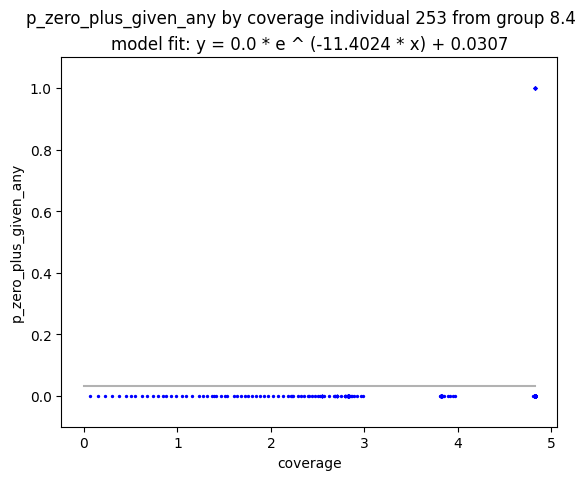 p_zero_plus_given_any by coverage individual 253 from group 8.4
model fit: y = 0.0 * e ^ (-11.4024 * x) + 0.0307
1.0
0.8
0.6
0.4
0.2
0.0
p_zero_plus_given_any
0 1 2 3 4 5
coverage